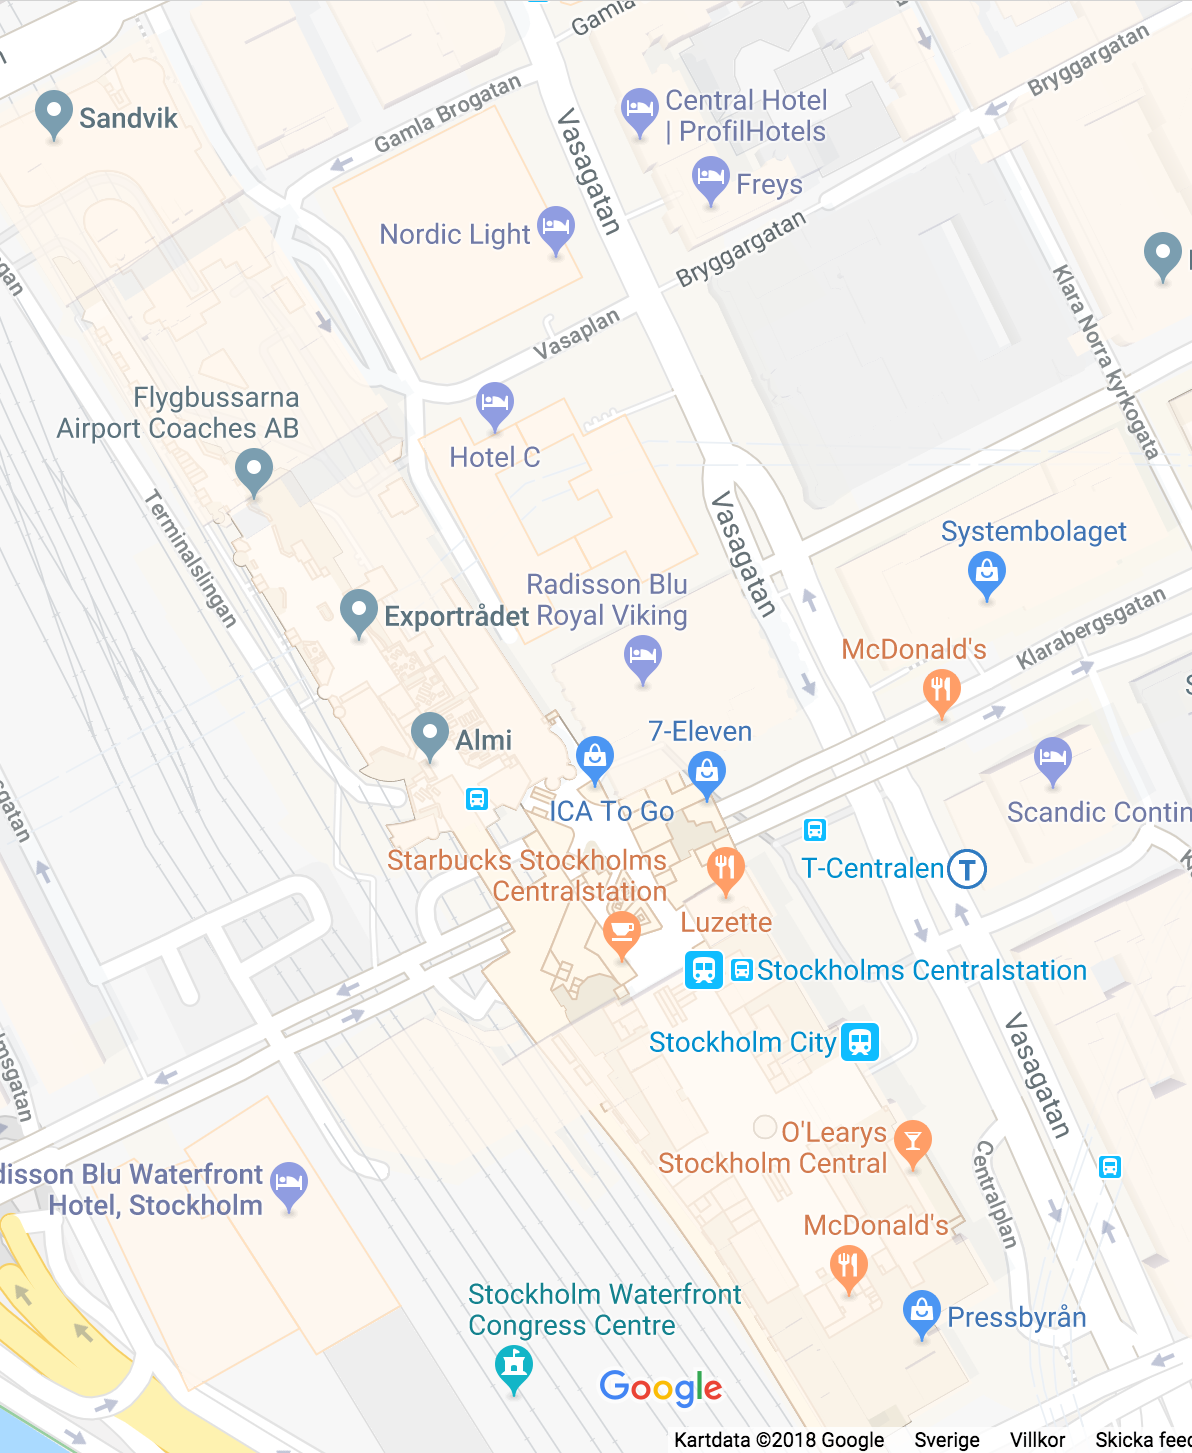 Gamla
Bryggargatan
Sandvik
Gamla Brogatan
Vasagatan
Central Hotel
| ProfilHotels
Freys
Nordic Light
Bryggargatan
Klara Norra kyrkogata
Vasaplan
Flygbussarna
Airport Coaches AB
Hotel C
Terminalslingan
Vasagatan
Systembolaget
Radisson Blu
Royal Viking
Exportrådet
Klarabergsgatan
McDonald's
7-Eleven
Almi
ICA To Go
Scandic Contin
Starbucks Stockholms
Centralstation
T-Centralen
T
Luzette
Stockholms Centralstation
Stockholm City
Vasagatan
O'Learys
Stockholm Central
Centralplan
disson Blu Waterfront
Hotel, Stockholm
McDonald's
Stockholm Waterfront
Congress Centre
Pressbyrån
Google
Kartdata ©2018 Google Sverige Villkor Skicka feed